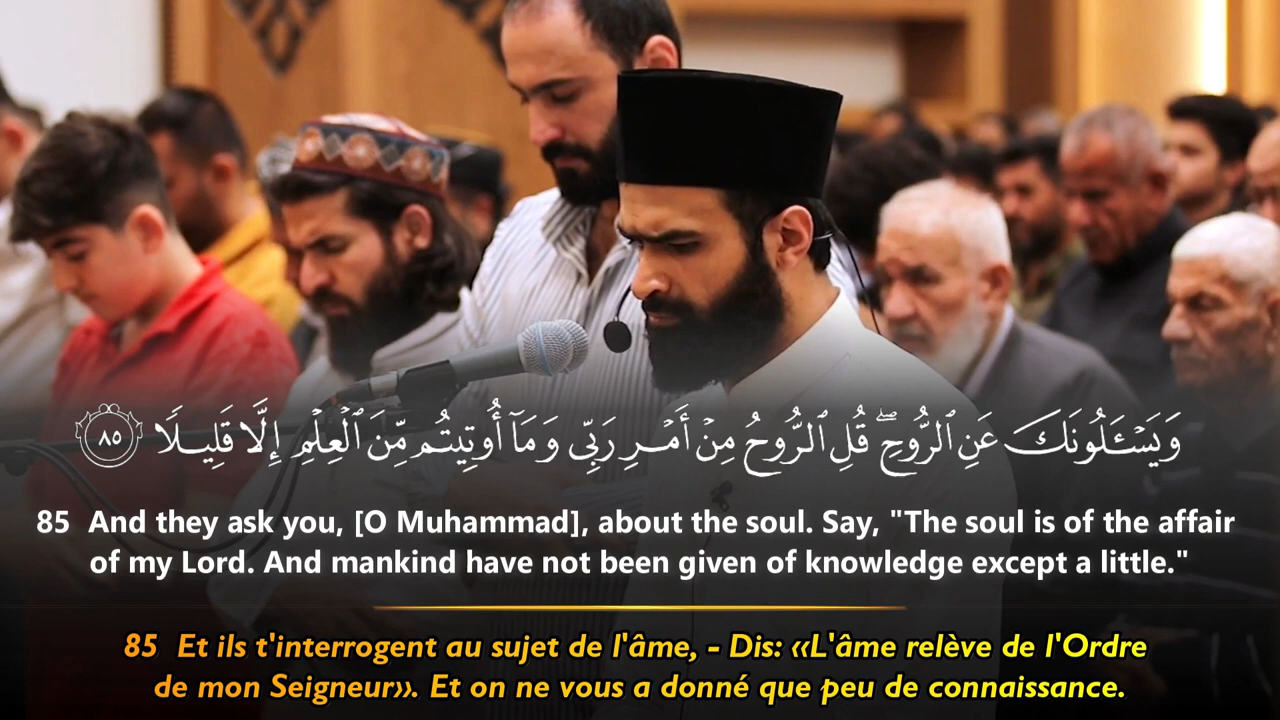 وَيَسْـَٔلُونَكَ عَنِ ٱلرُّوحِ ۖ قُلِ ٱلرُّوحُ مِنْ أَمْرِ رَبِّى وَمَآ أُوتِيتُم مِّنَ ٱلْعِلْمِ إِلَّا قَلِيلًا ٨٥
85 And they ask you, [O Muhammad], about the soul. Say, "The soul is of the affair
of my Lord. And mankind have not been given of knowledge except a little."
85 Et ils t'interrogent au sujet de l'âme, - Dis: «L'âme relève de l'Ordre
de mon Seigneur». Et on ne vous a donné que peu de connaissance.